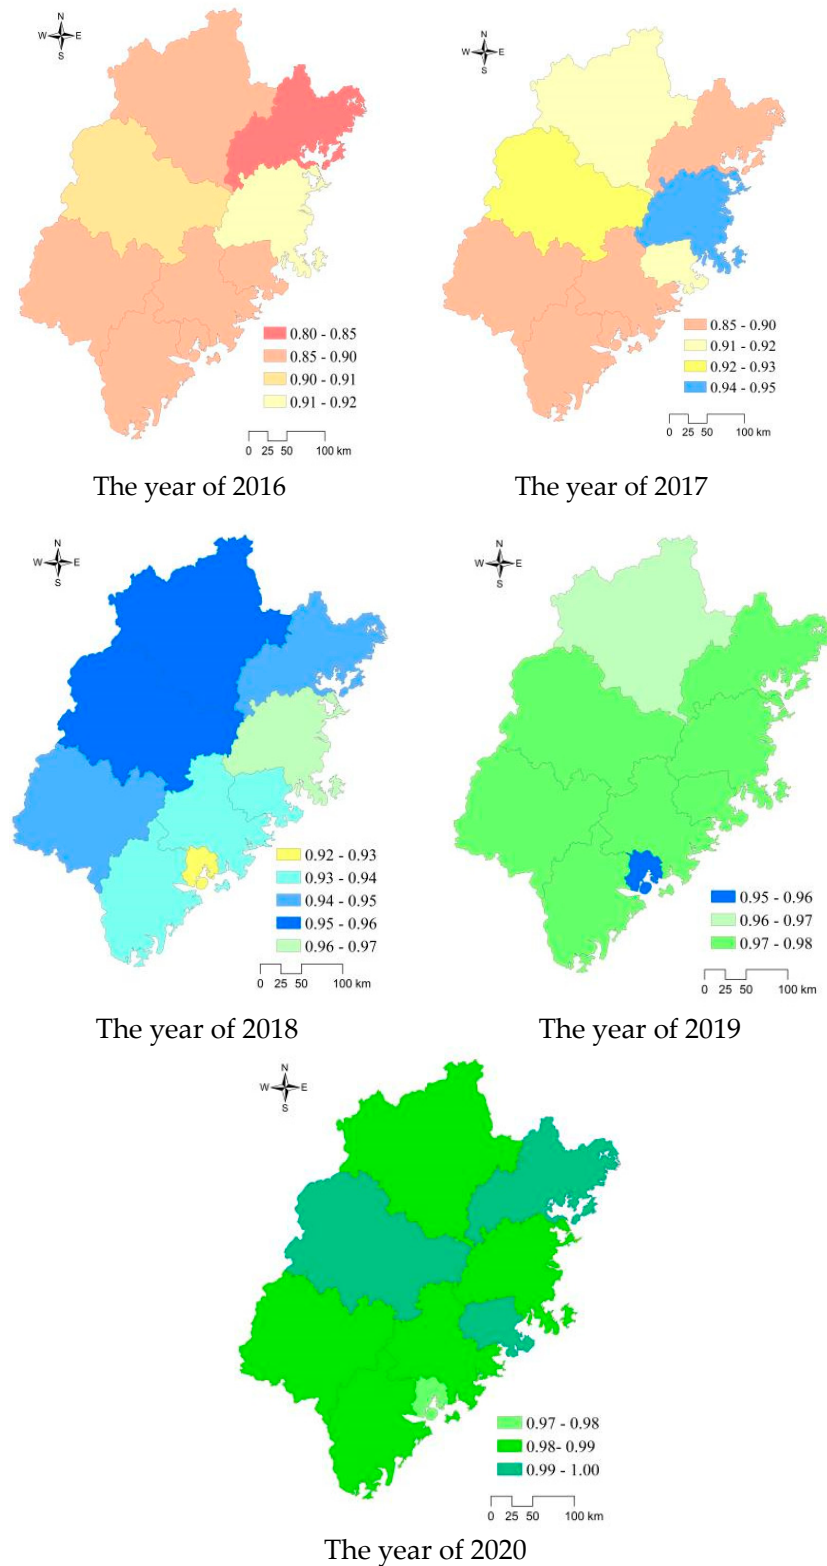 N
W E
S
0.80 - 0.85
0.85 - 0.90
0.90 - 0.91
0.91 - 0.92
0 25 50 100 km
The year of 2016
N
W E
S
0.85 - 0.90
0.91 - 0.92
0.92 - 0.93
0.94 - 0.95
0 25 50 100 km
The year of 2017
N
W E
S
0.92 - 0.93
0.93 - 0.94
0.94 - 0.95
0.95 - 0.96
0.96 - 0.97
0 25 50 100 km
The year of 2018
N
W E
S
0.95 - 0.96
0.96 - 0.97
0.97 - 0.98
0 25 50 100 km
The year of 2019
N
W E
S
0.97 - 0.98
0.98- 0.99
0.99 - 1.00
0 25 50 100 km
The year of 2020